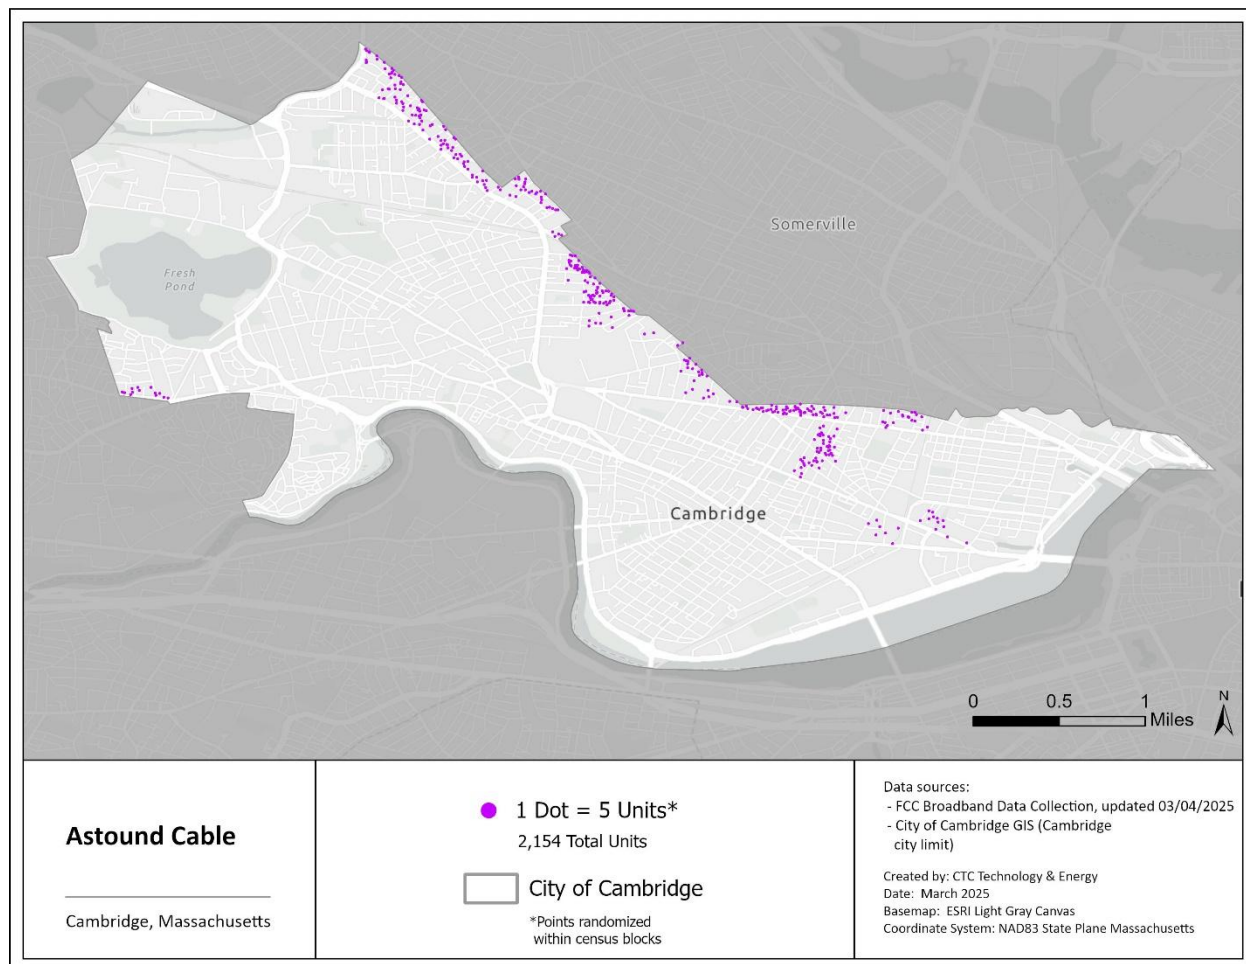 Somerville
Fresh
Pond
Cambridge
0 0.5 1
Miles
N
Astound Cable
Cambridge, Massachusetts
1 Dot = 5 Units*
2,154 Total Units
City of Cambridge
*Points randomized
within census blocks
Data sources:
- FCC Broadband Data Collection, updated 03/04/2025
- City of Cambridge GIS (Cambridge
city limit)
Created by: CTC Technology & Energy
Date: March 2025
Basemap: ESRI Light Gray Canvas
Coordinate System: NAD83 State Plane Massachusetts